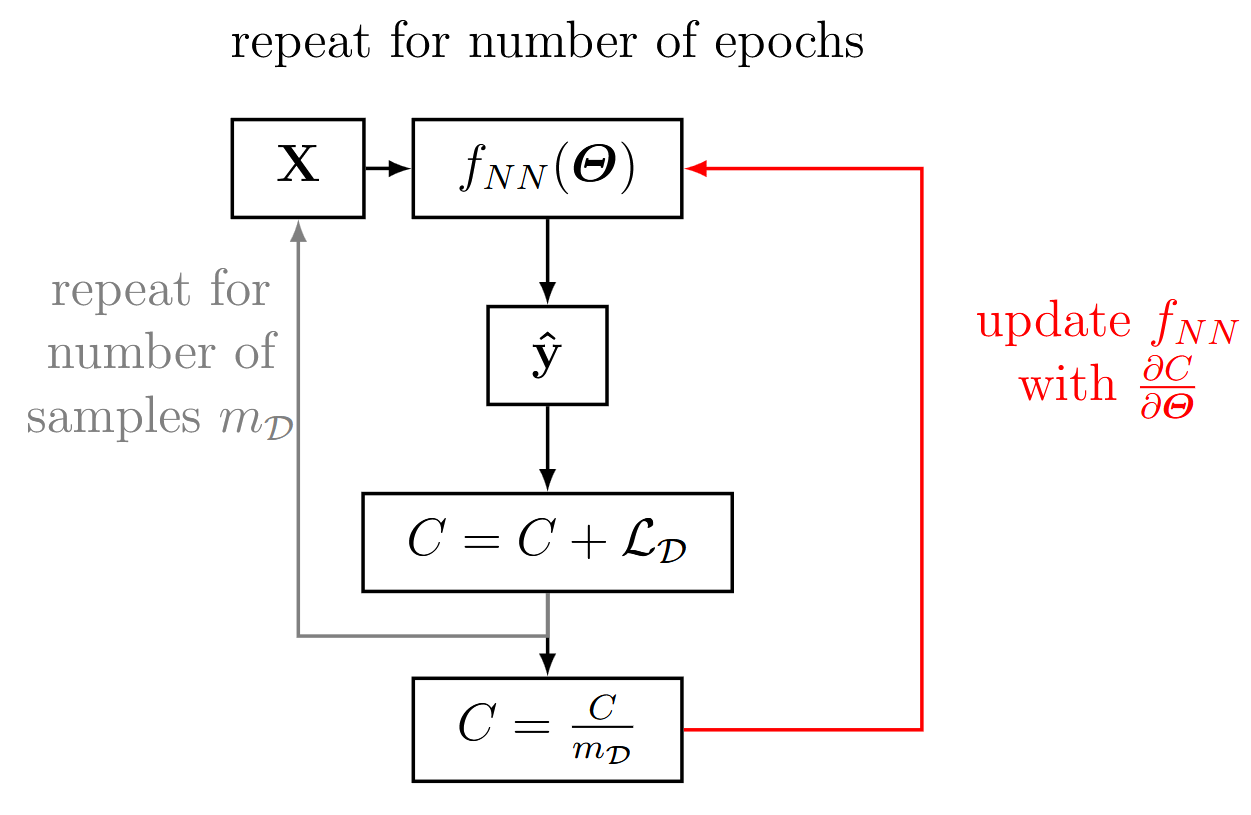 repeat for number of epochs
X
f_{NN}(Θ)
repeat for
number of
samples m_𝒟
ŷ
update f_{NN}
with ∂C/∂Θ
C = C + ℒ_𝒟
C = C/m_𝒟